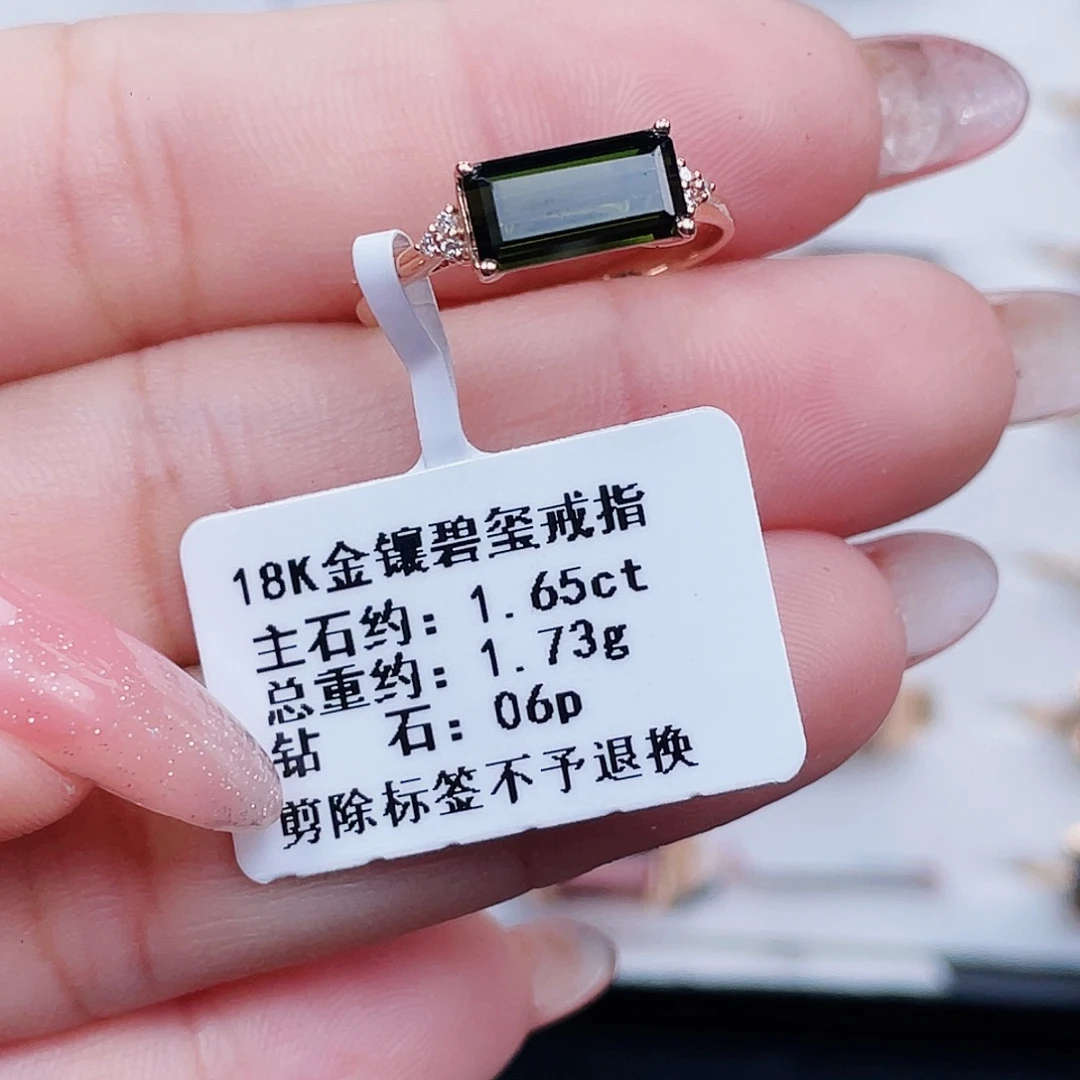 18K金镶碧玺戒指
主石约：1.65ct
总重约：1.73g
钻　石：06p
剪除标签不予退换